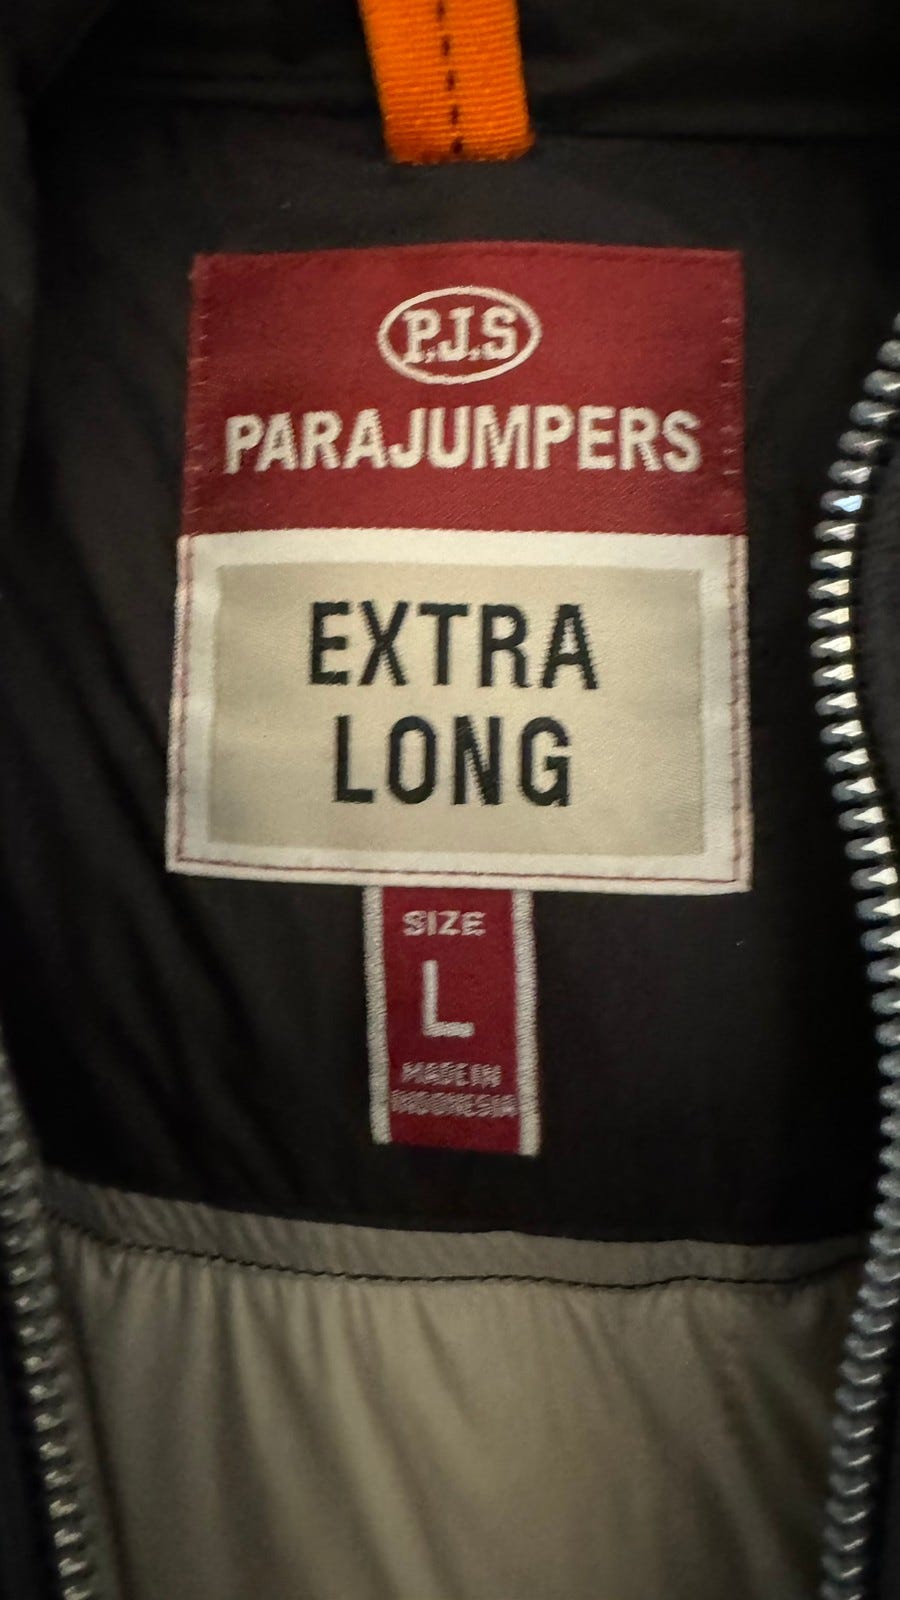 P.J.S
PARAJUMPERS
EXTRA
LONG
SIZE
L
MADE IN
INDONESIA